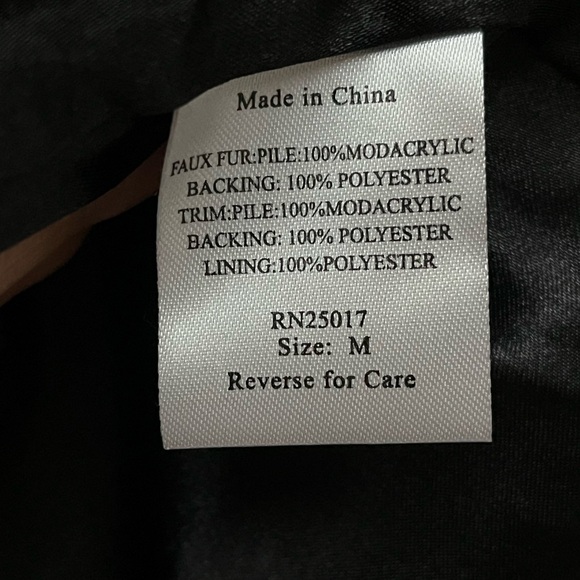 Made in China
FAUX FUR:PILE:100%MODACRYLIC
BACKING: 100% POLYESTER
TRIM:PILE:100%MODACRYLIC
BACKING: 100% POLYESTER
LINING:100%POLYESTER
RN25017
Size: M
Reverse for Care